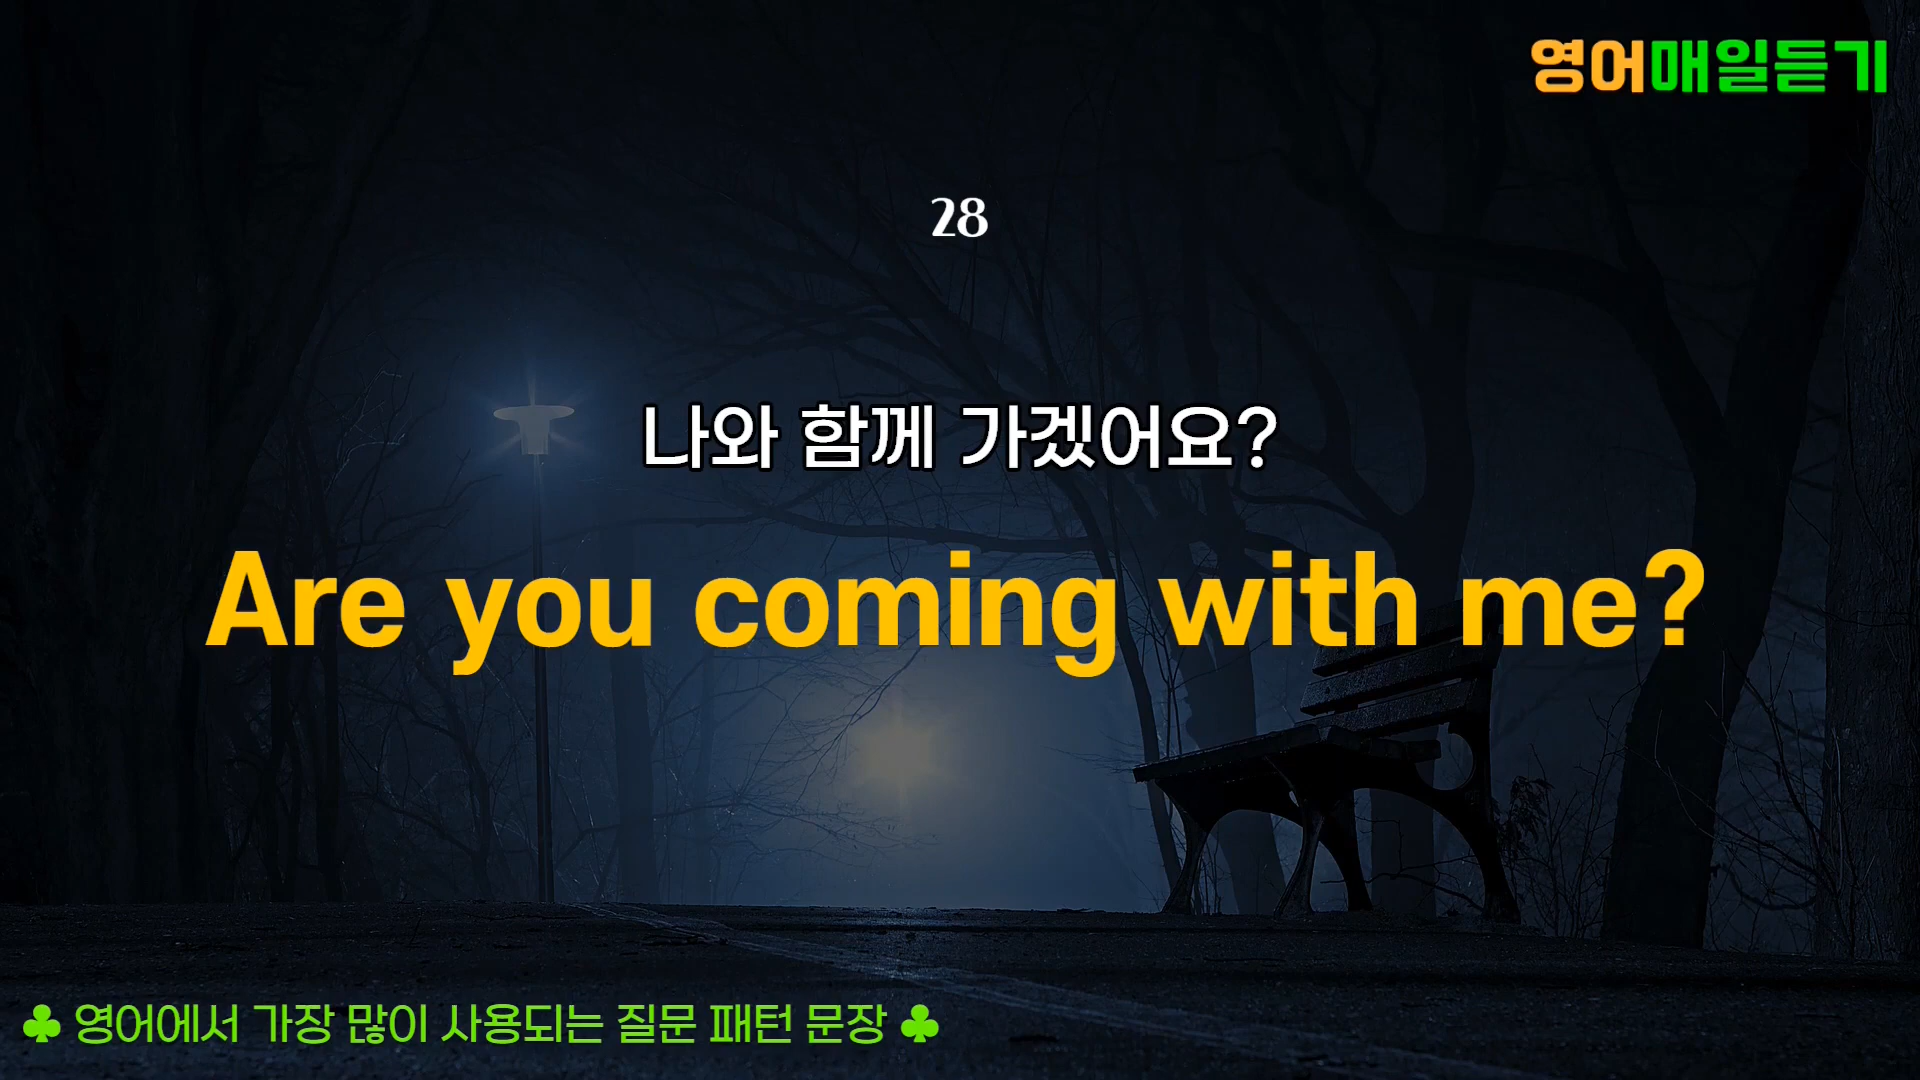 영어매일듣기
28
나와 함께 가겠어요?
Are you coming with me?
♣ 영어에서 가장 많이 사용되는 질문 패턴 문장 ♣